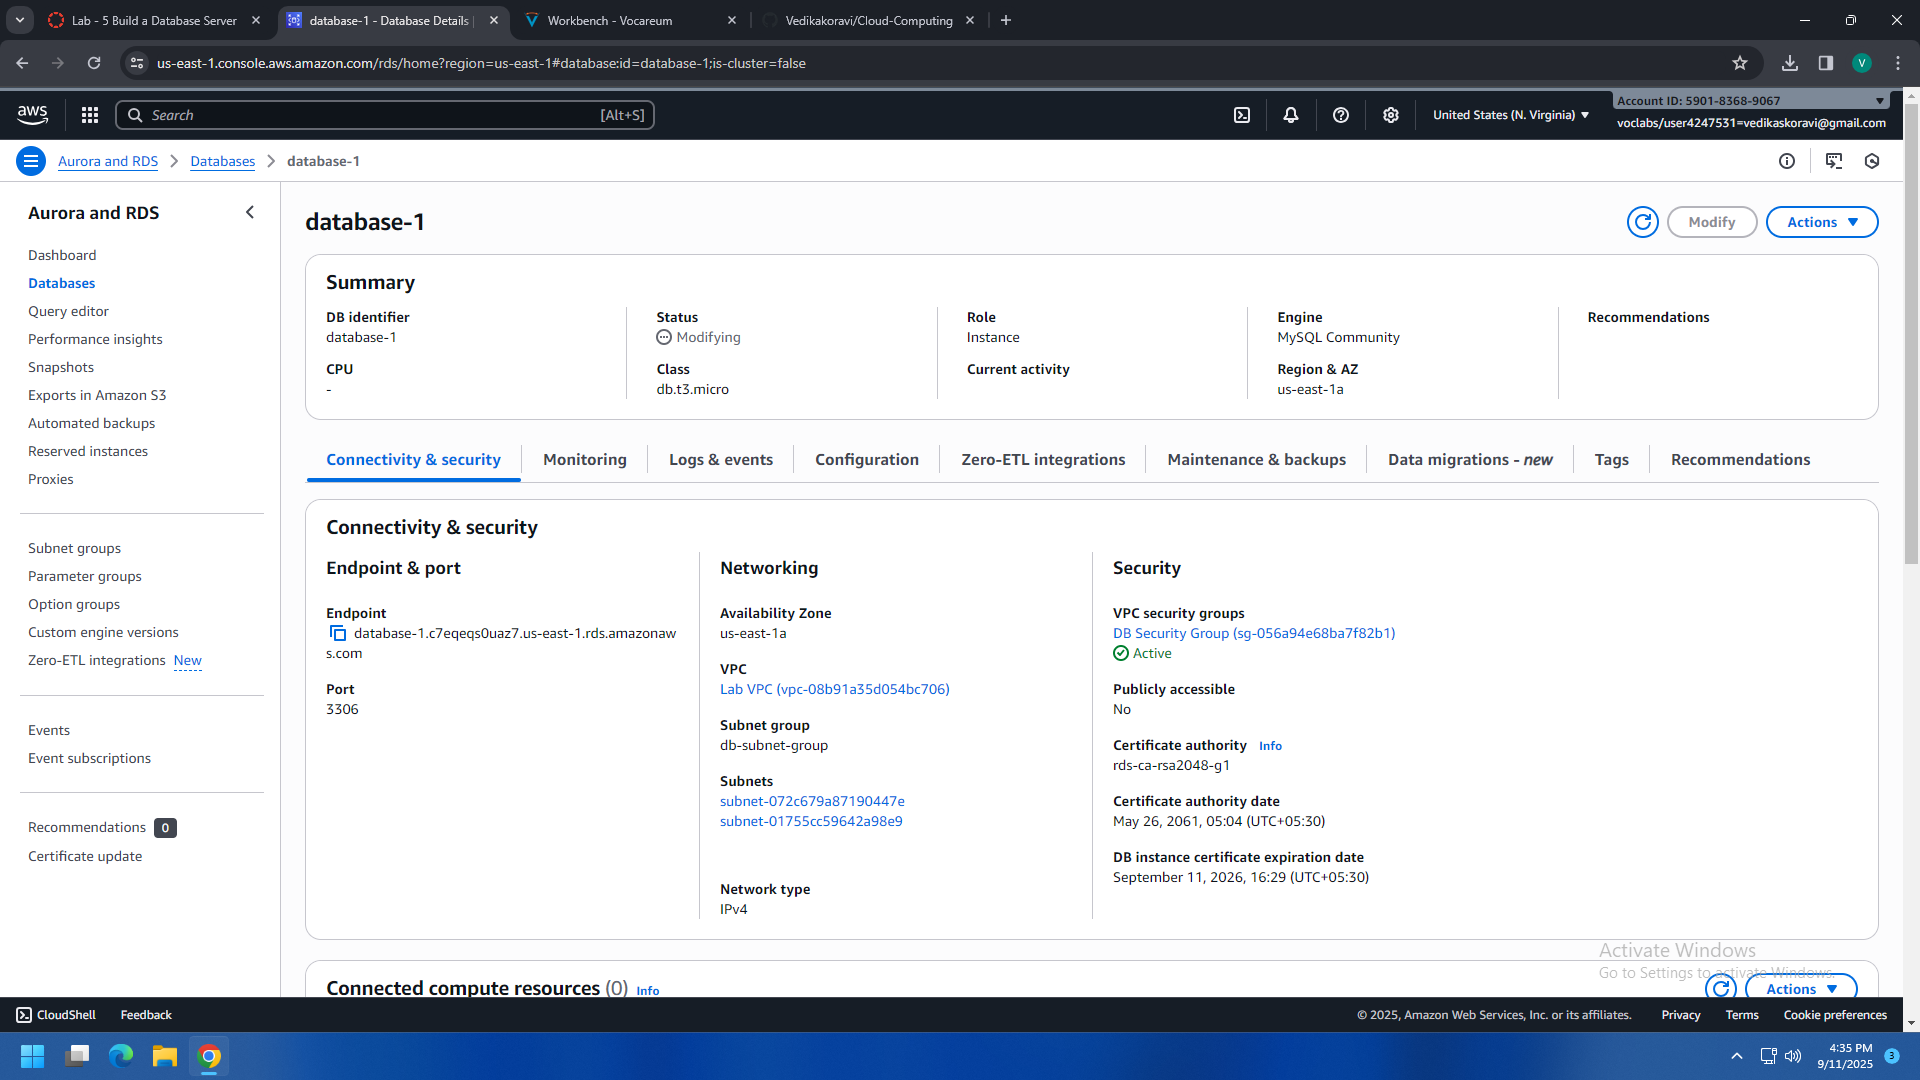 Lab - 5 Build a Database Server
database-1 - Database Details
Workbench - Vocareum
Vedikakoravi/Cloud-Computing
us-east-1.console.aws.amazon.com/rds/home?region=us-east-1#database:id=database-1;is-cluster=false
V
aws
Search
[Alt+S]
United States (N. Virginia)
Account ID: 5901-8368-9067
voclabs/user4247531=vedikaskoravi@gmail.com
Aurora and RDS
Databases
database-1
Aurora and RDS
Dashboard
Databases
Query editor
Performance insights
Snapshots
Exports in Amazon S3
Automated backups
Reserved instances
Proxies
Subnet groups
Parameter groups
Option groups
Custom engine versions
Zero-ETL integrations New
Events
Event subscriptions
Recommendations 0
Certificate update
database-1
Modify
Actions
Summary
DB identifier
database-1
CPU
-
Status
Modifying
Class
db.t3.micro
Role
Instance
Current activity
Engine
MySQL Community
Region & AZ
us-east-1a
Recommendations
Connectivity & security
Monitoring
Logs & events
Configuration
Zero-ETL integrations
Maintenance & backups
Data migrations - new
Tags
Recommendations
Connectivity & security
Endpoint & port
Endpoint
database-1.c7eqeqs0uaz7.us-east-1.rds.amazonaw
s.com
Port
3306
Networking
Availability Zone
us-east-1a
VPC
Lab VPC (vpc-08b91a35d054bc706)
Subnet group
db-subnet-group
Subnets
subnet-072c679a87190447e
subnet-01755cc59642a98e9
Network type
IPv4
Security
VPC security groups
DB Security Group (sg-056a94e68ba7f82b1)
Active
Publicly accessible
No
Certificate authority Info
rds-ca-rsa2048-g1
Certificate authority date
May 26, 2061, 05:04 (UTC+05:30)
DB instance certificate expiration date
September 11, 2026, 16:29 (UTC+05:30)
Connected compute resources (0) Info
Actions
Activate Windows
Go to Settings to activate Windows.
CloudShell
Feedback
© 2025, Amazon Web Services, Inc. or its affiliates.
Privacy
Terms
Cookie preferences
4:35 PM
9/11/2025
3